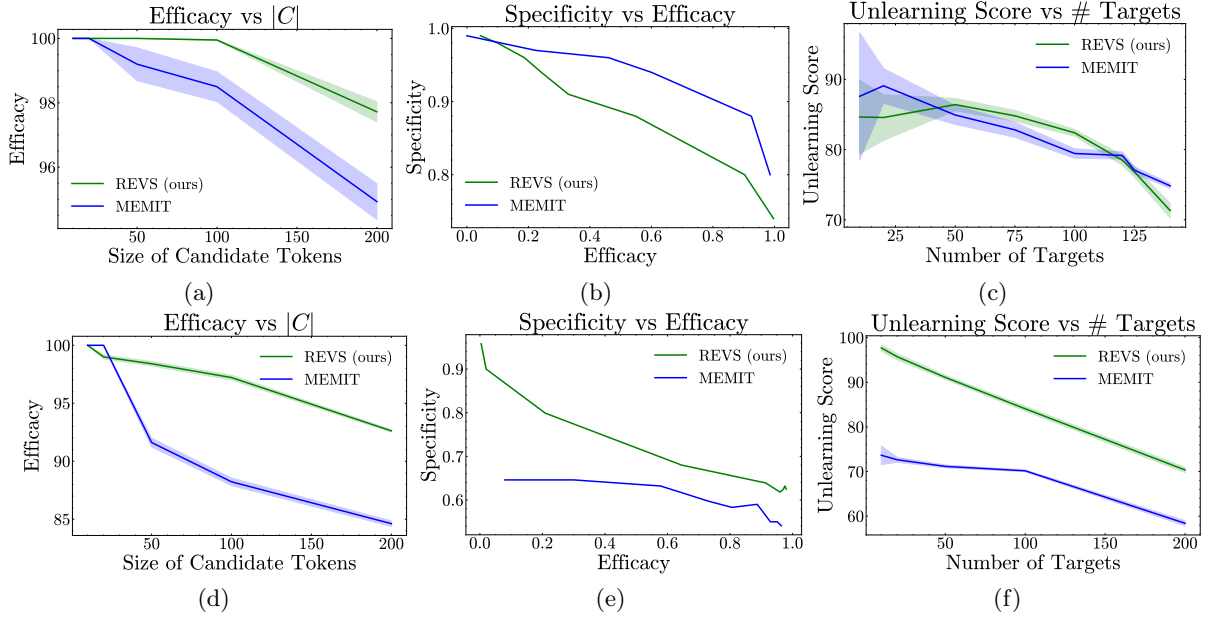 Efficacy vs |C|
Efficacy
100
98
96
REVS (ours)
MEMIT
50 100 150 200
Size of Candidate Tokens
(a)
Specificity vs Efficacy
Specificity
1.0
0.9
0.8
REVS (ours)
MEMIT
0.0 0.2 0.4 0.6 0.8 1.0
Efficacy
(b)
Unlearning Score vs # Targets
Unlearning Score
90
80
70
REVS (ours)
MEMIT
25 50 75 100 125
Number of Targets
(c)
Efficacy vs |C|
Efficacy
100
95
90
85
REVS (ours)
MEMIT
50 100 150 200
Size of Candidate Tokens
(d)
Specificity vs Efficacy
Specificity
0.9
0.8
0.7
0.6
REVS (ours)
MEMIT
0.0 0.2 0.4 0.6 0.8 1.0
Efficacy
(e)
Unlearning Score vs # Targets
Unlearning Score
100
90
80
70
60
REVS (ours)
MEMIT
50 100 150 200
Number of Targets
(f)